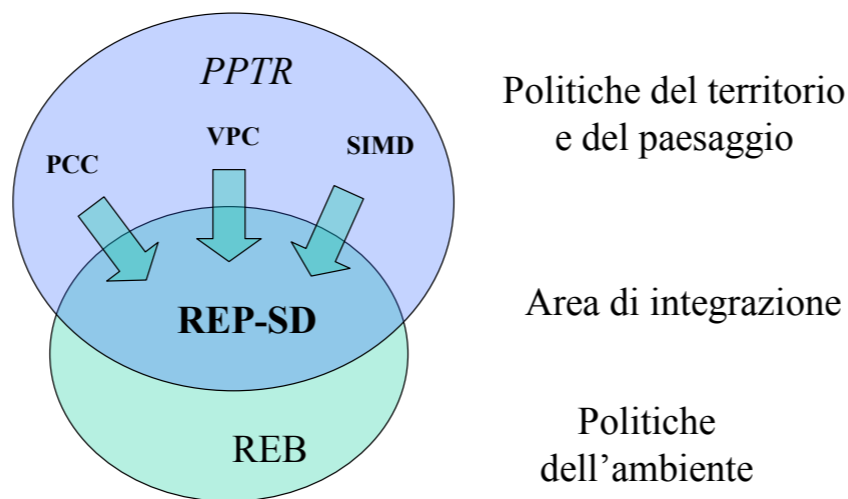 PPTR
Politiche del territorio
e del paesaggio
VPC
SIMD
PCC
REP-SD
Area di integrazione
REB
Politiche
dell’ambiente